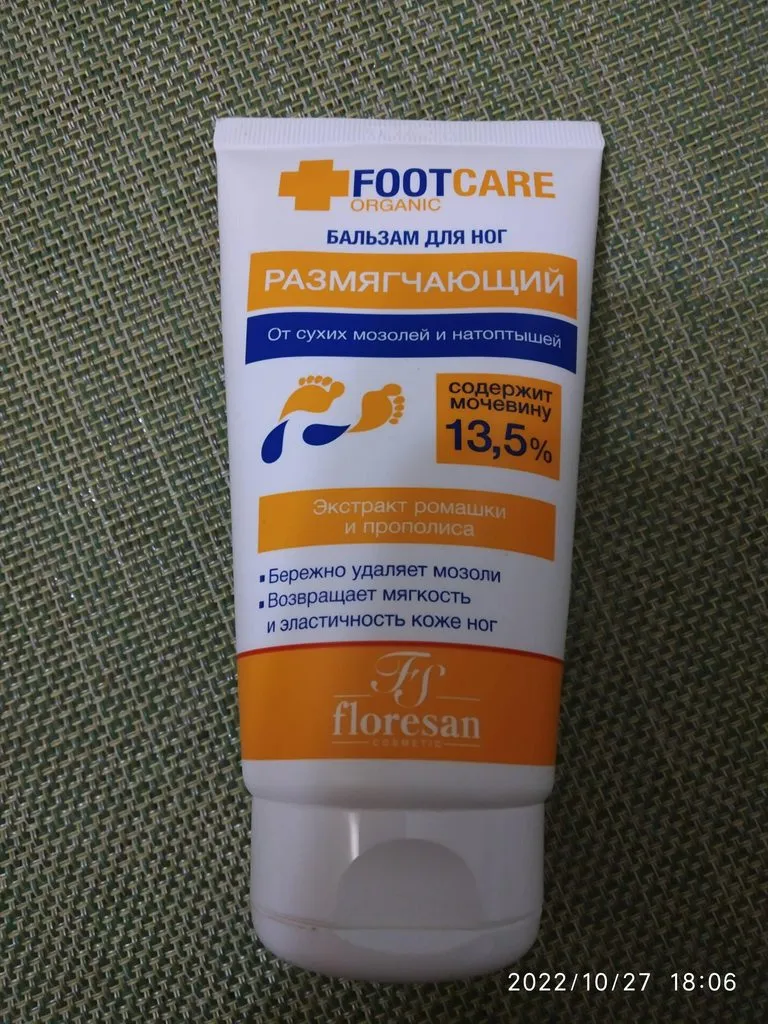 FOOTCARE
ORGANIC
БАЛЬЗАМ ДЛЯ НОГ
РАЗМЯГЧАЮЩИЙ
От сухих мозолей и натоптышей
содержит
мочевину
13,5%
Экстракт ромашки
и прополиса
▪ Бережно удаляет мозоли
▪ Возвращает мягкость
и эластичность коже ног
FS
floresan
COSMETIC
2022/10/27 18:06